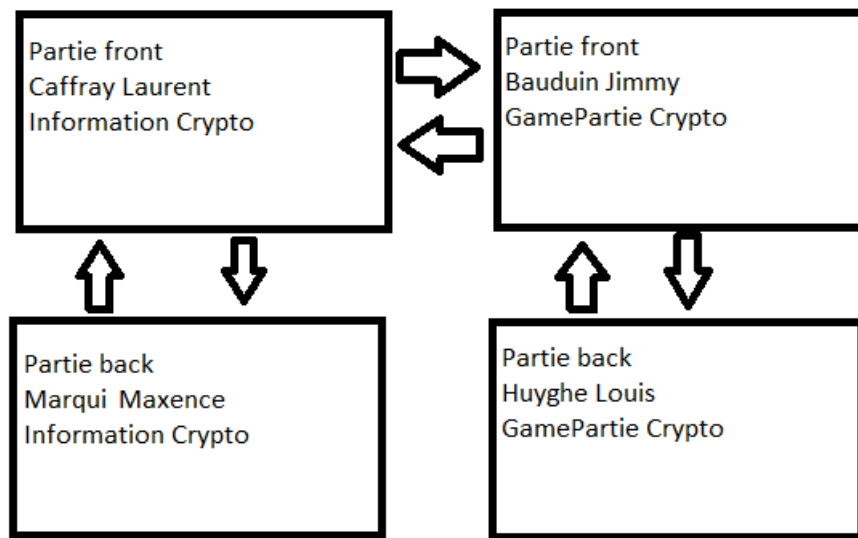 Partie front
Caffray Laurent
Information Crypto
Partie front
Bauduin Jimmy
GamePartie Crypto
Partie back
Marqui Maxence
Information Crypto
Partie back
Huyghe Louis
GamePartie Crypto